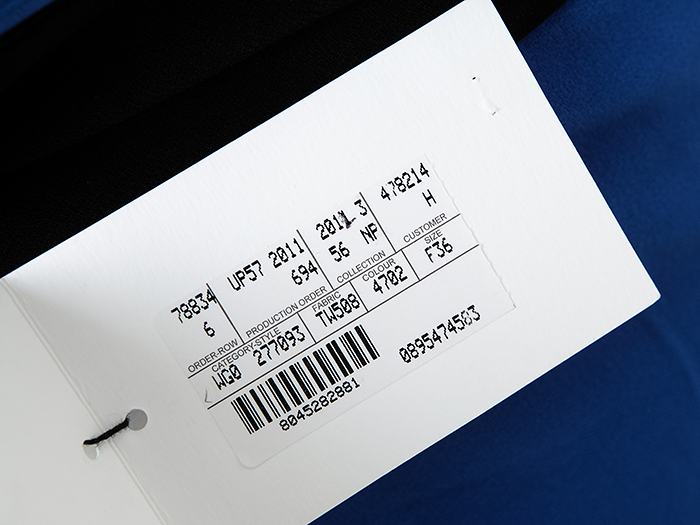 78834 UP57 2011 201 3 478214
6 694 56 NP H
ORDER-ROW PRODUCTION ORDER COLLECTION CUSTOMER
CATEGORY-STYLE FABRIC COLOUR SIZE
WG0 277093 TW508 4702 F36
8045282881 0895474583